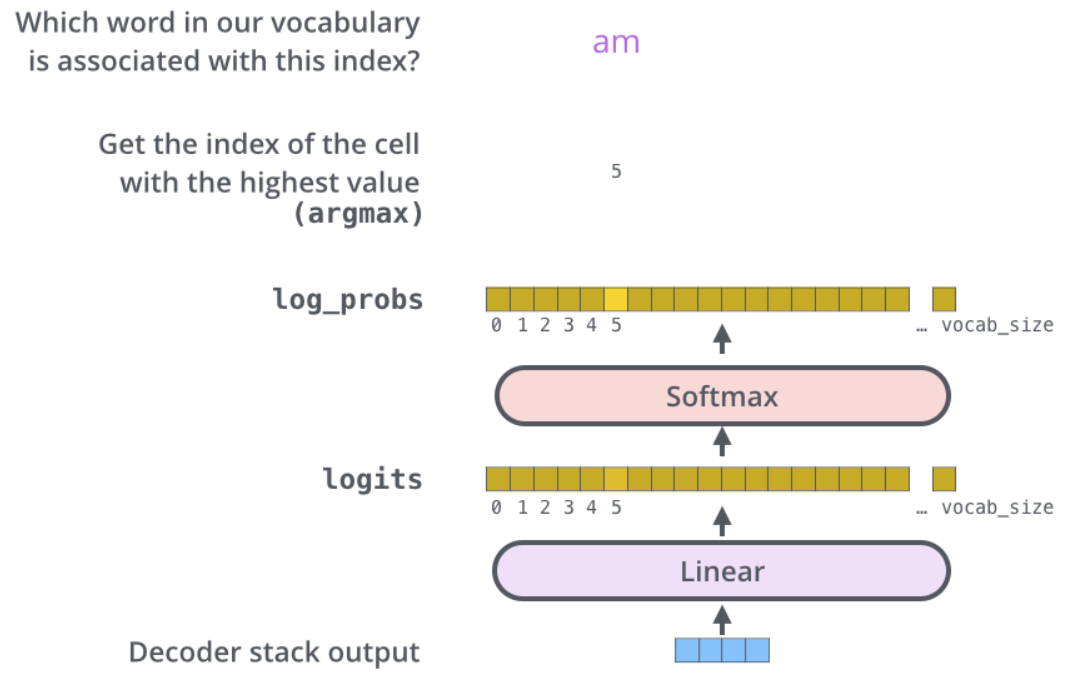 Which word in our vocabulary
is associated with this index?
am
Get the index of the cell
with the highest value
(argmax)
5
log_probs
0 1 2 3 4 5 … vocab_size
Softmax
logits
0 1 2 3 4 5 … vocab_size
Linear
Decoder stack output